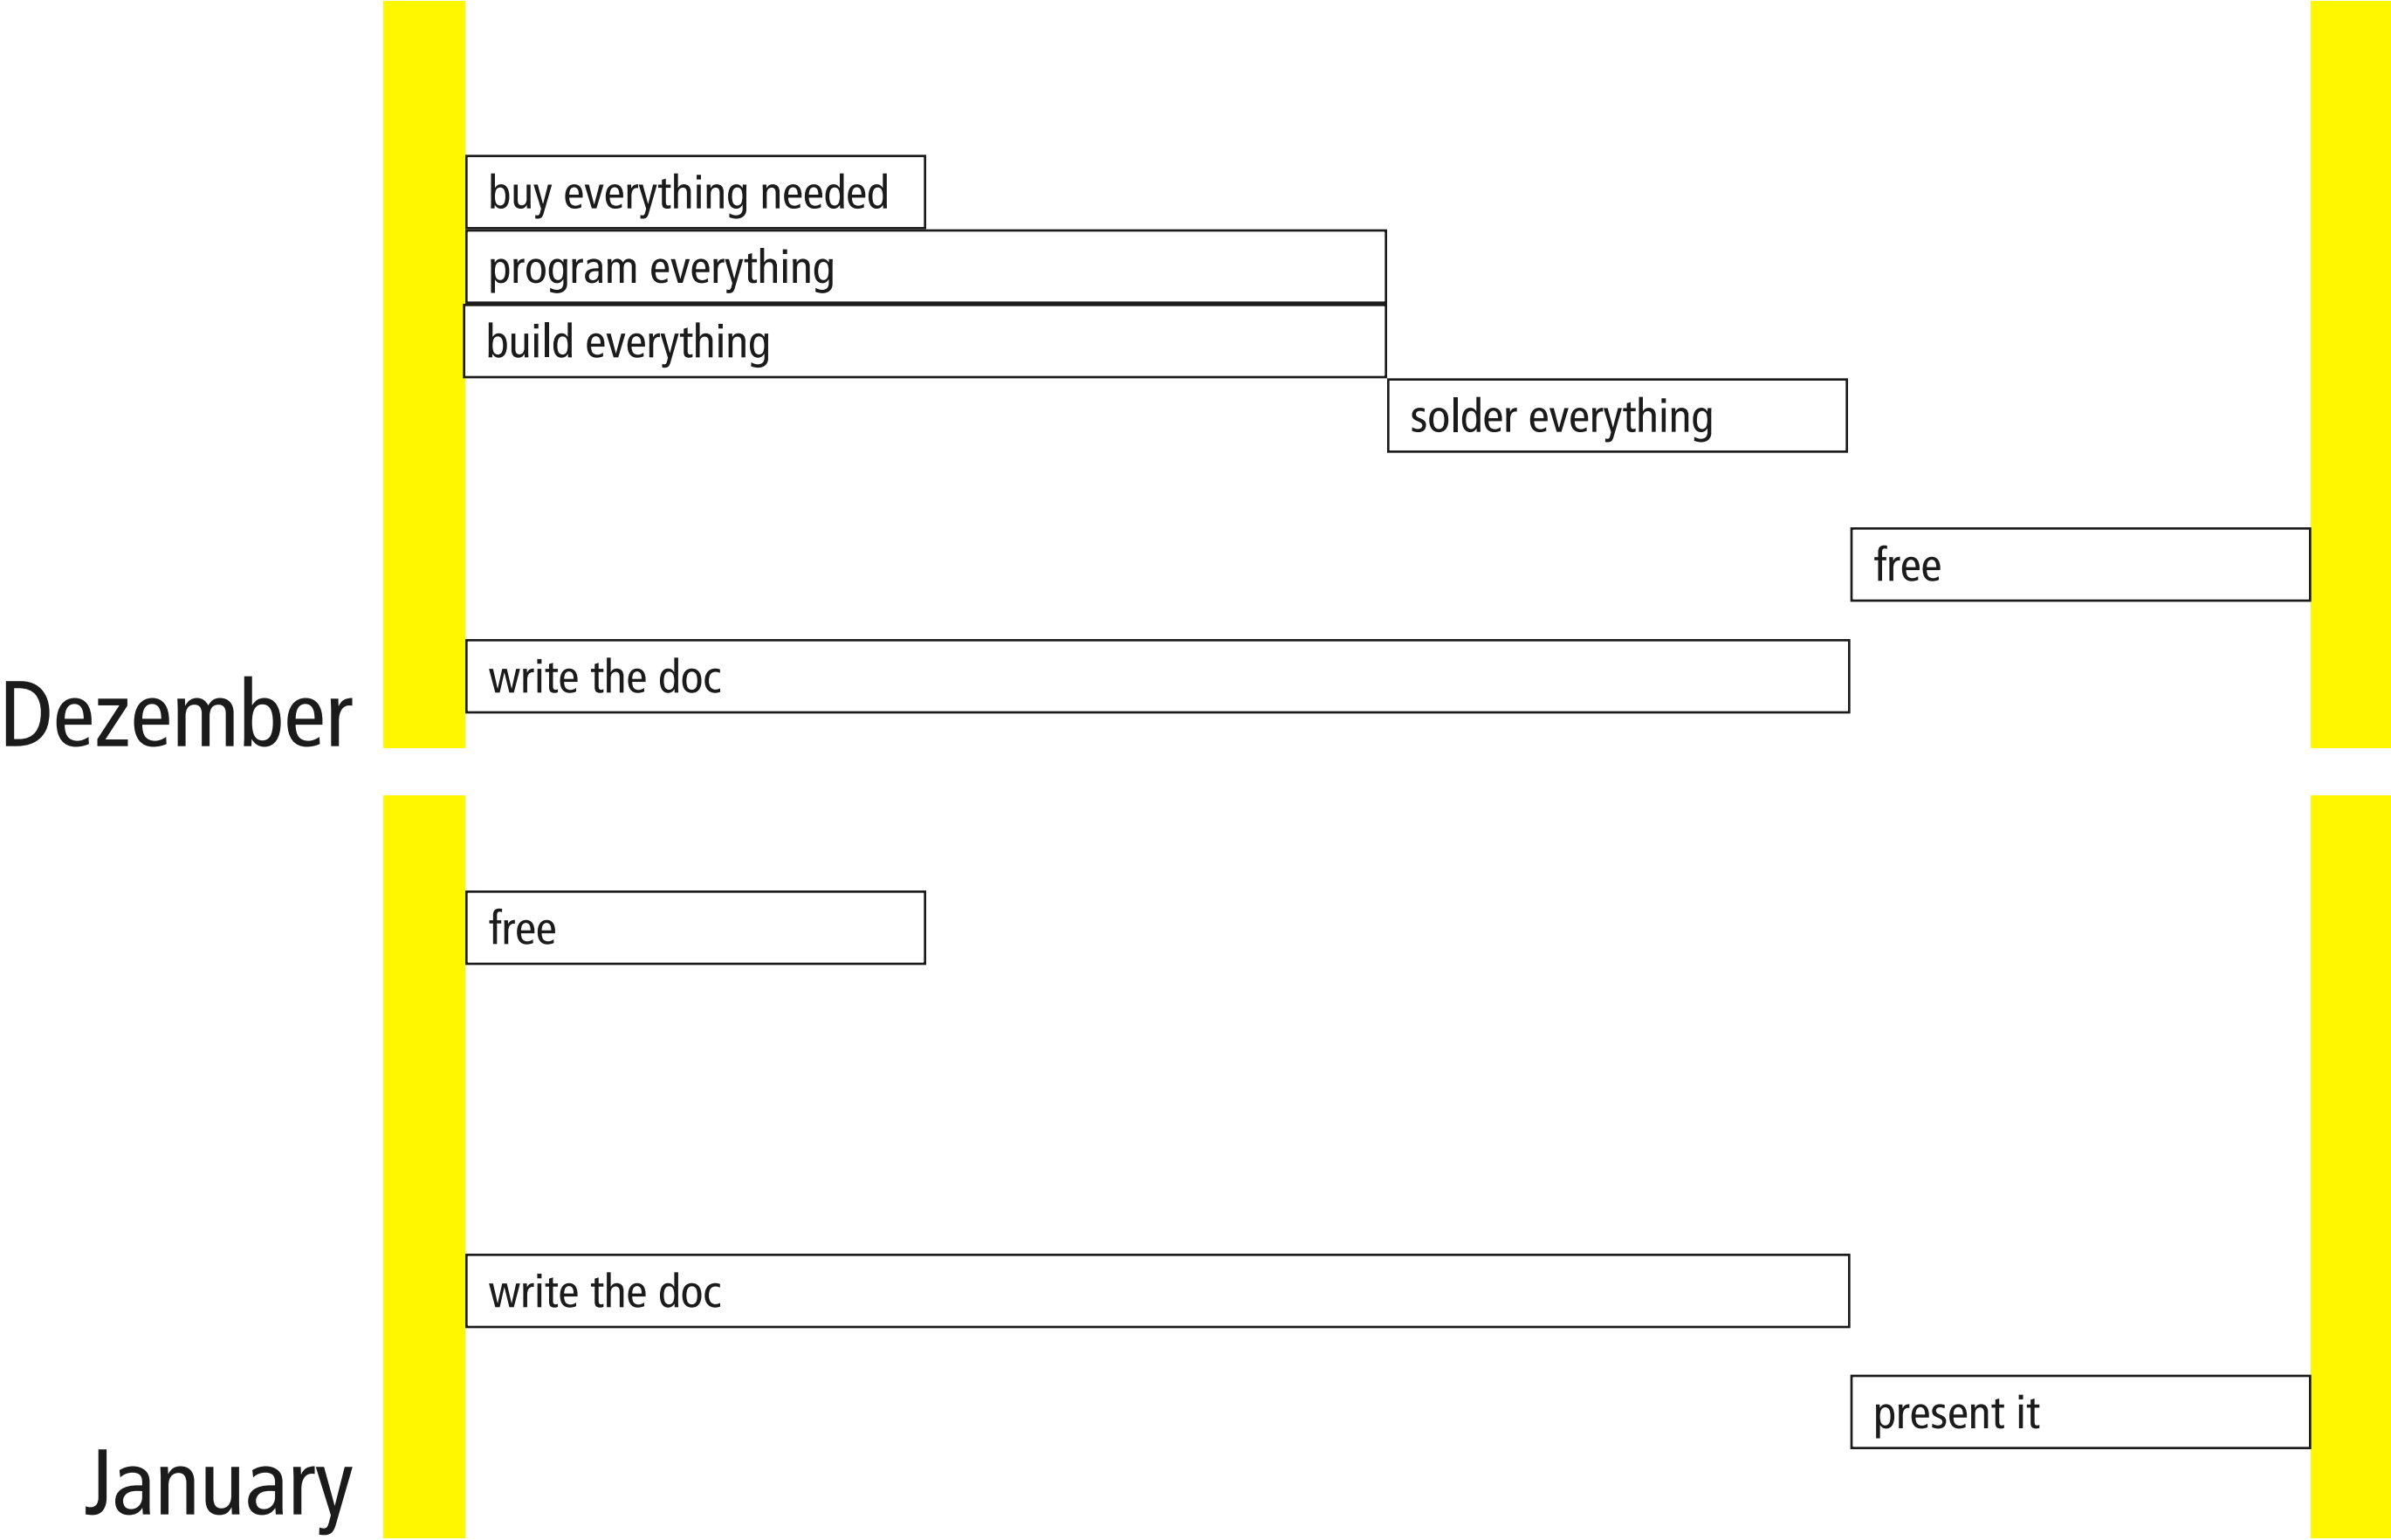 buy everything needed
program everything
build eveything
solder everything
free
write the doc
Dezember
free
write the doc
present it
January